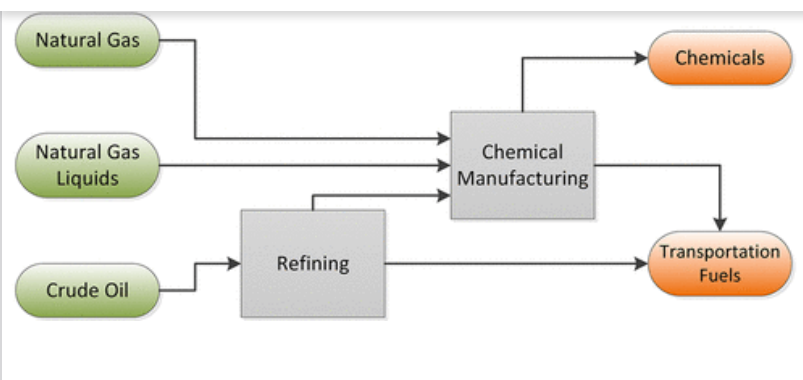 Natural Gas
Chemicals
Natural Gas
Liquids
Chemical
Manufacturing
Refining
Transportation
Fuels
Crude Oil